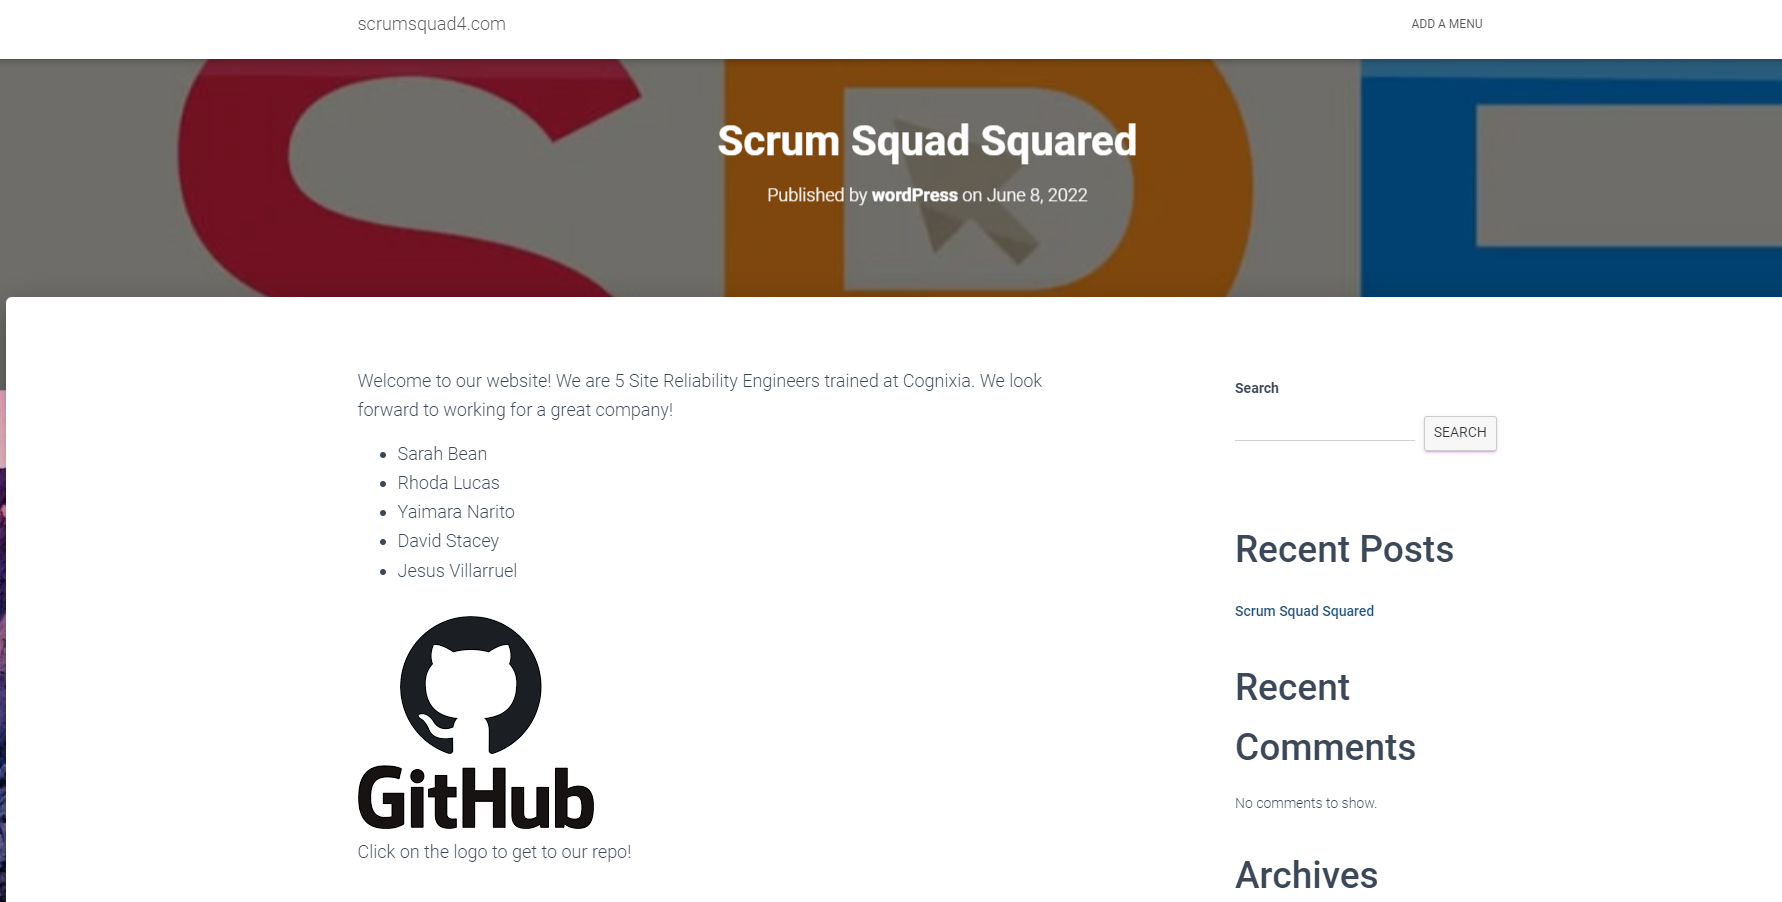 scrumsquad4.com
ADD A MENU
Scrum Squad Squared
Published by wordPress on June 8, 2022
Welcome to our website! We are 5 Site Reliability Engineers trained at Cognixia. We look
forward to working for a great company!
Sarah Bean
Rhoda Lucas
Yaimara Narito
David Stacey
Jesus Villarruel
GitHub
Click on the logo to get to our repo!
Search
SEARCH
Recent Posts
Scrum Squad Squared
Recent
Comments
No comments to show.
Archives